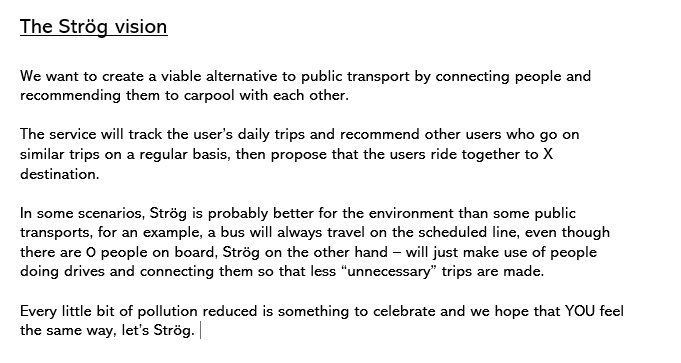 The Strög vision
We want to create a viable alternative to public transport by connecting people and
recommending them to carpool with each other.
The service will track the user's daily trips and recommend other users who go on
similar trips on a regular basis, then propose that the users ride together to X
destination.
In some scenarios, Strög is probably better for the environment than some public
transports, for an example, a bus will always travel on the scheduled line, even though
there are 0 people on board, Strög on the other hand – will just make use of people
doing drives and connecting them so that less “unnecessary” trips are made.
Every little bit of pollution reduced is something to celebrate and we hope that YOU feel
the same way, let's Strög.